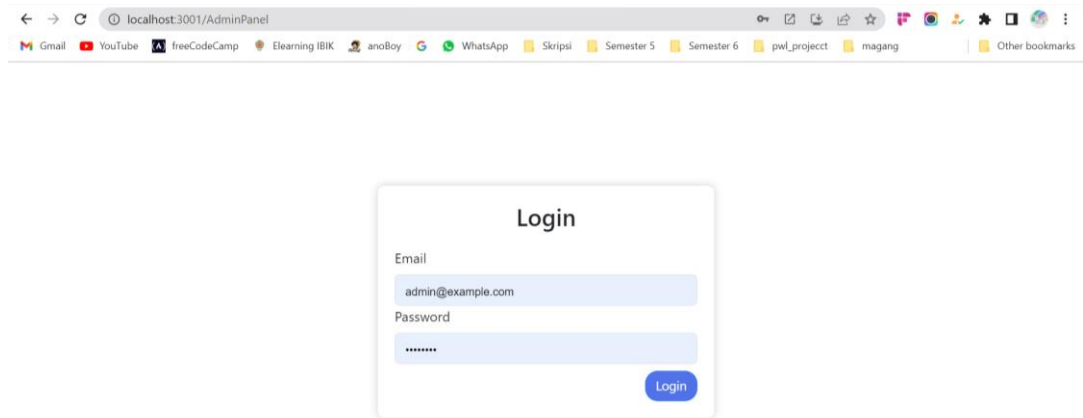 localhost:3001/AdminPanel
Gmail YouTube freeCodeCamp Elearning IBIK anoBoy WhatsApp Skripsi Semester 5 Semester 6 pwl_projecct magang Other bookmarks
Login
Email
admin@example.com
Password
••••••••
Login